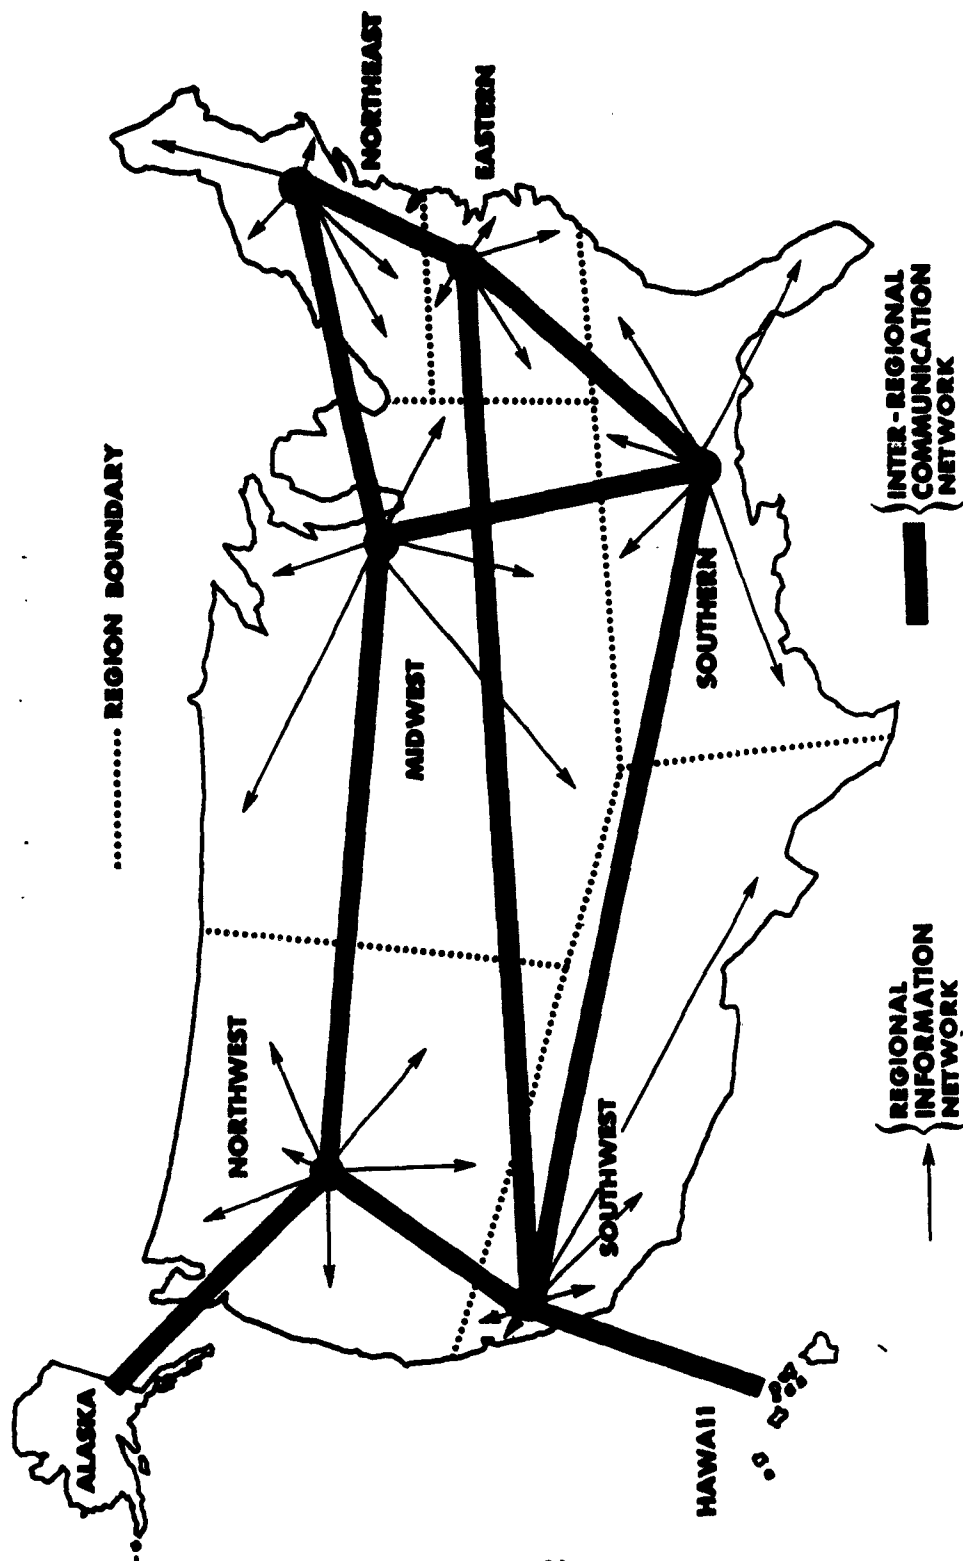 REGION BOUNDARY
NORTHEAST
EASTERN
MIDWEST
NORTHWEST
SOUTHERN
SOUTHWEST
ALASKA
HAWAII
REGIONAL
INFORMATION
NETWORK
INTER-REGIONAL
COMMUNICATION
NETWORK